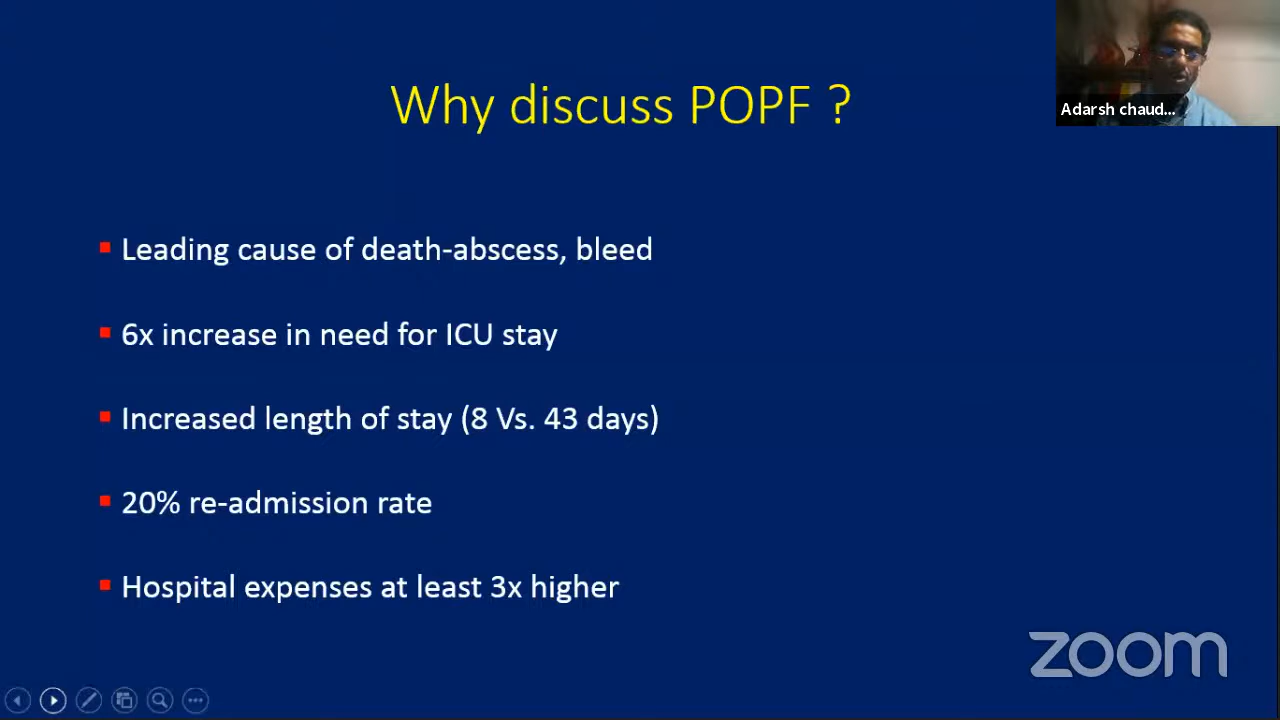 Why discuss POPF ?
Adarsh chaud...
Leading cause of death-abscess, bleed
6x increase in need for ICU stay
Increased length of stay (8 Vs. 43 days)
20% re-admission rate
Hospital expenses at least 3x higher
zoom